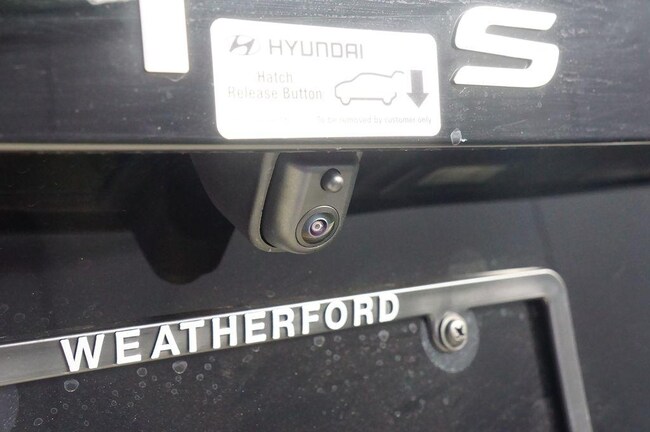 HYUNDAI
S
Hatch
Release Button
To be removed by customer only
WEATHERFORD